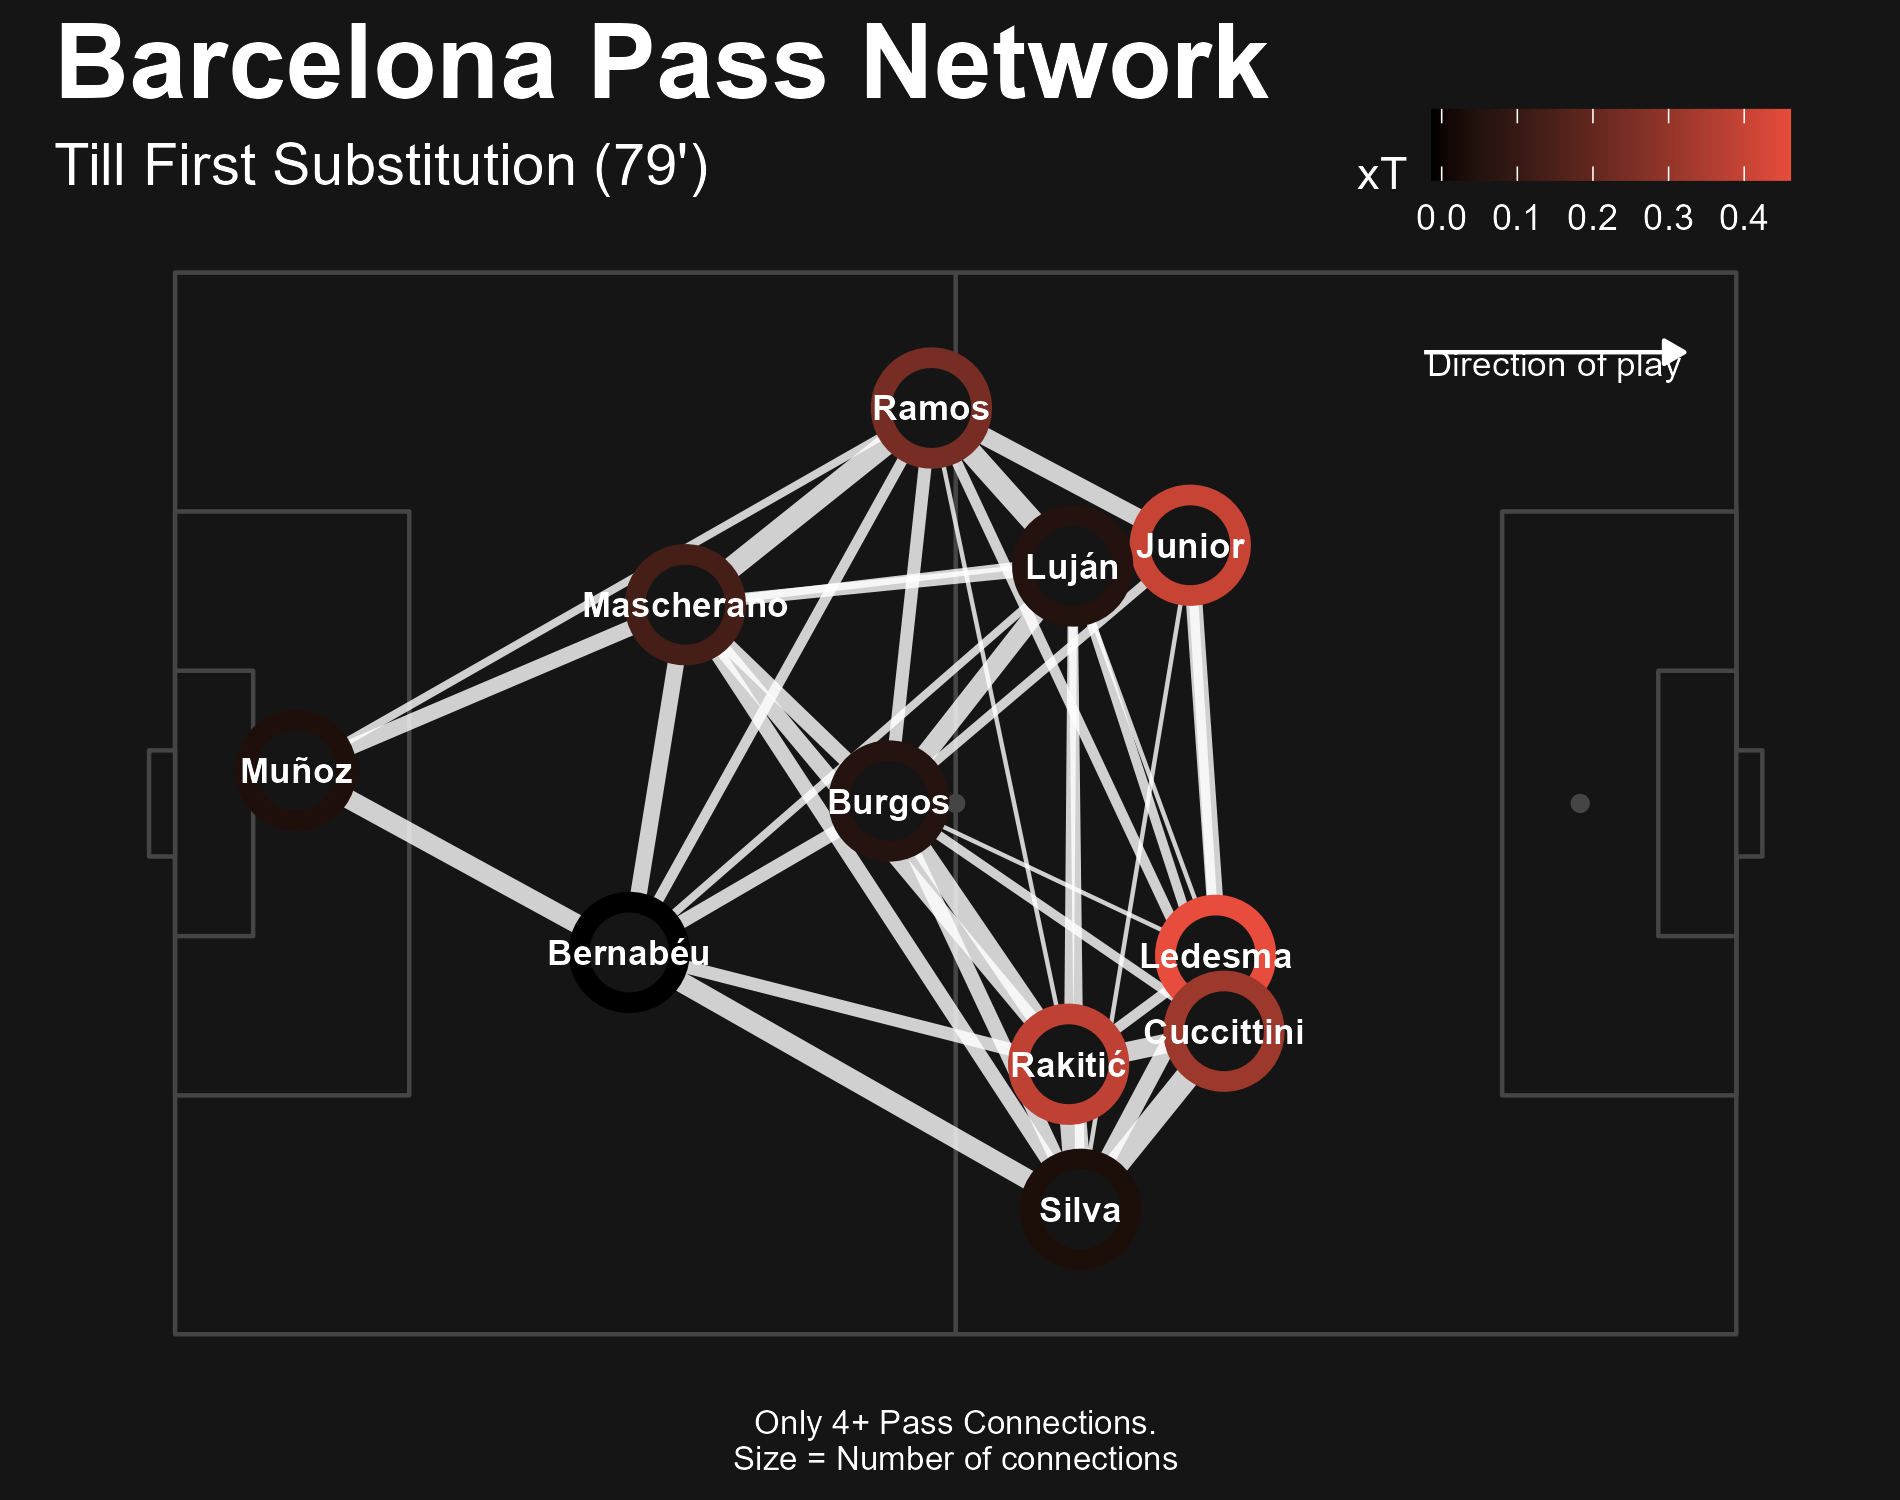 Barcelona Pass Network
Till First Substitution (79')
xT
0.0 0.1 0.2 0.3 0.4
Direction of play
Ramos
Junior
Luján
Mascherano
Muñoz
Burgos
Bernabéu
Ledesma
Cuccittini
Rakitić
Silva
Only 4+ Pass Connections.
Size = Number of connections